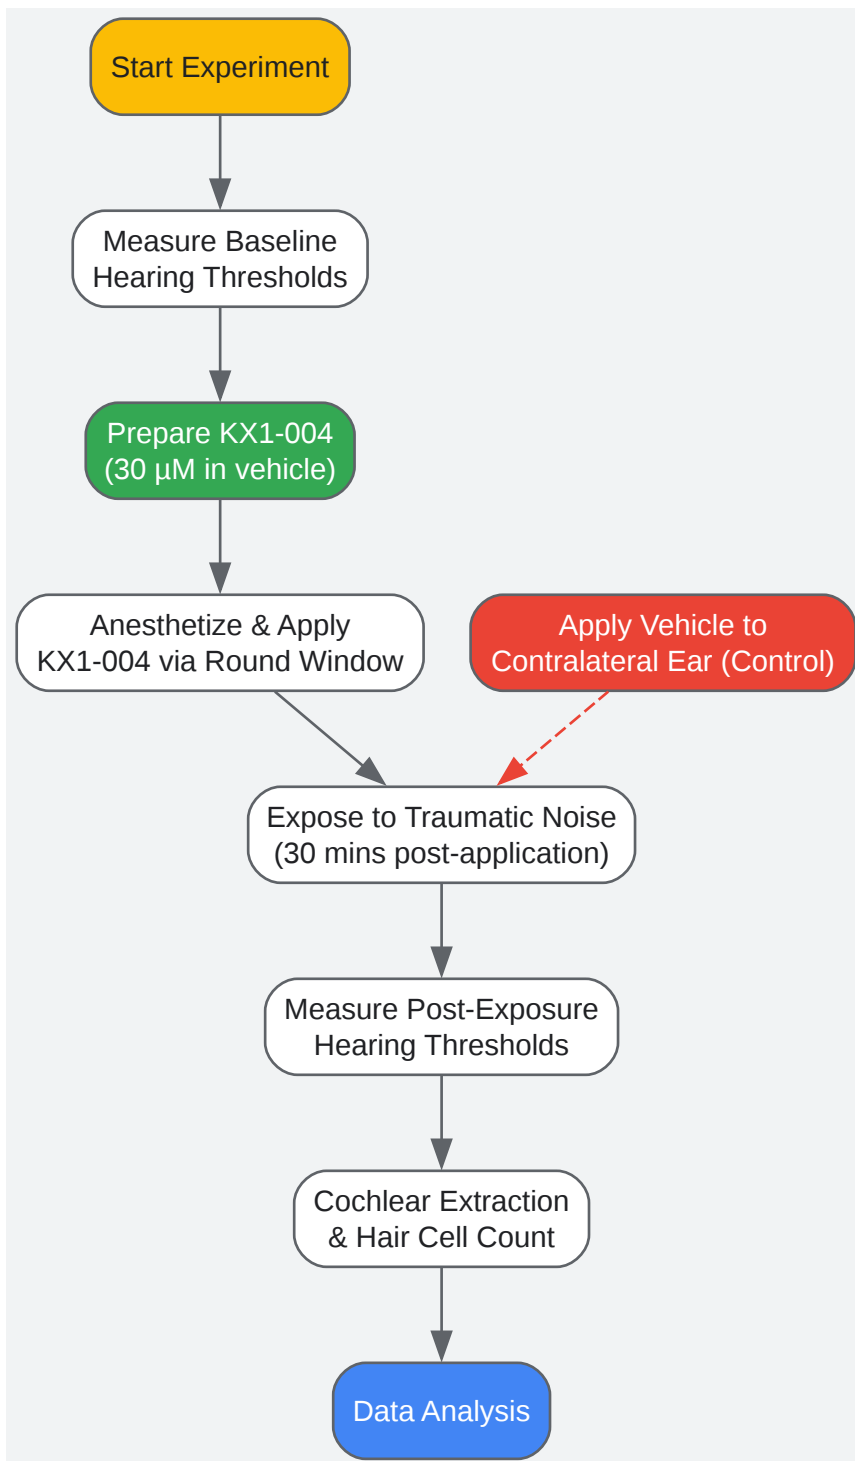 Start Experiment
Measure Baseline
Hearing Thresholds
Prepare KX1-004
(30 µM in vehicle)
Anesthetize & Apply
KX1-004 via Round Window
Apply Vehicle to
Contralateral Ear (Control)
Expose to Traumatic Noise
(30 mins post-application)
Measure Post-Exposure
Hearing Thresholds
Cochlear Extraction
& Hair Cell Count
Data Analysis